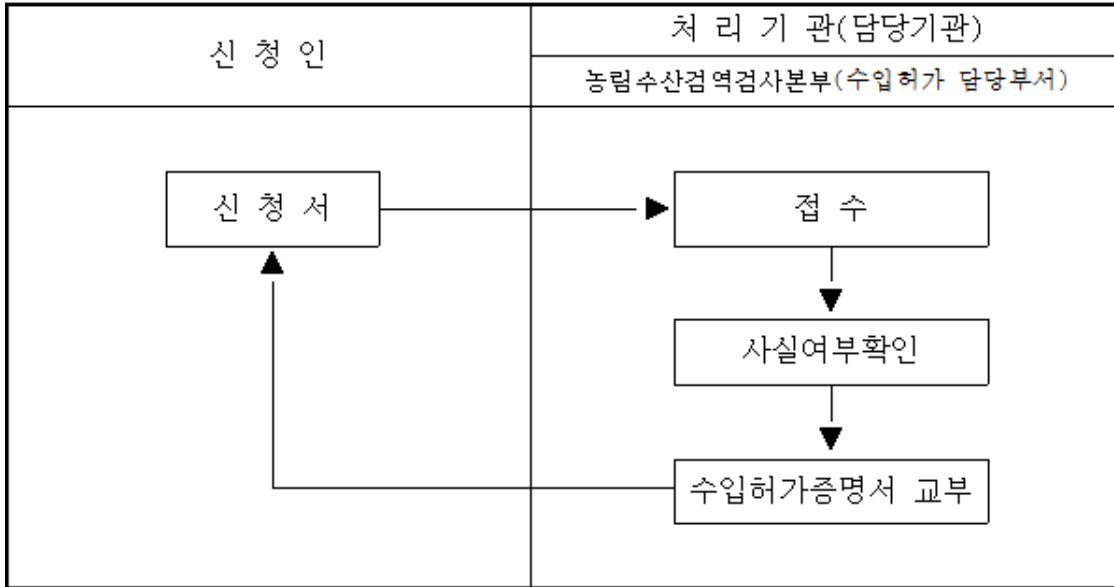 신 청 인
처 리 기 관(담당기관)
농림수산검역검사본부(수입허가 담당부서)
신 청 서
접 수
사실여부확인
수입허가증명서 교부